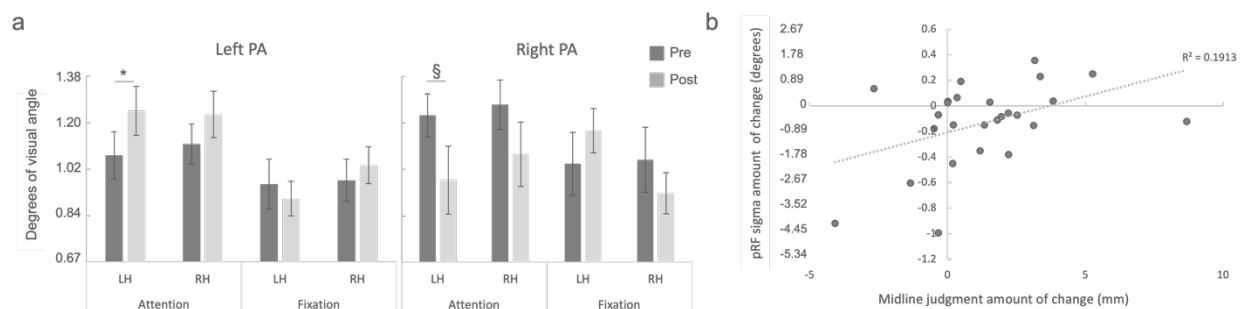 a
Left PA
Right PA
Pre
Post
Degrees of visual angle
1.38
1.20
1.02
0.84
0.67
*
§
LH
RH
LH
RH
LH
RH
LH
RH
Attention
Fixation
Attention
Fixation
b
pRF sigma amount of change (degrees)
2.67
1.78
0.89
0
-0.89
-1.78
-2.67
-3.52
-4.45
-5.34
0.6
0.4
0.2
0
-0.2
-0.4
-0.6
-0.8
-1
-1.2
R² = 0.1913
-5
0
5
10
Midline judgment amount of change (mm)